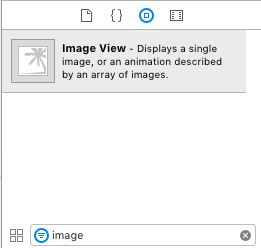 {}
Image View - Displays a single
image, or an animation described
by an array of images.
image